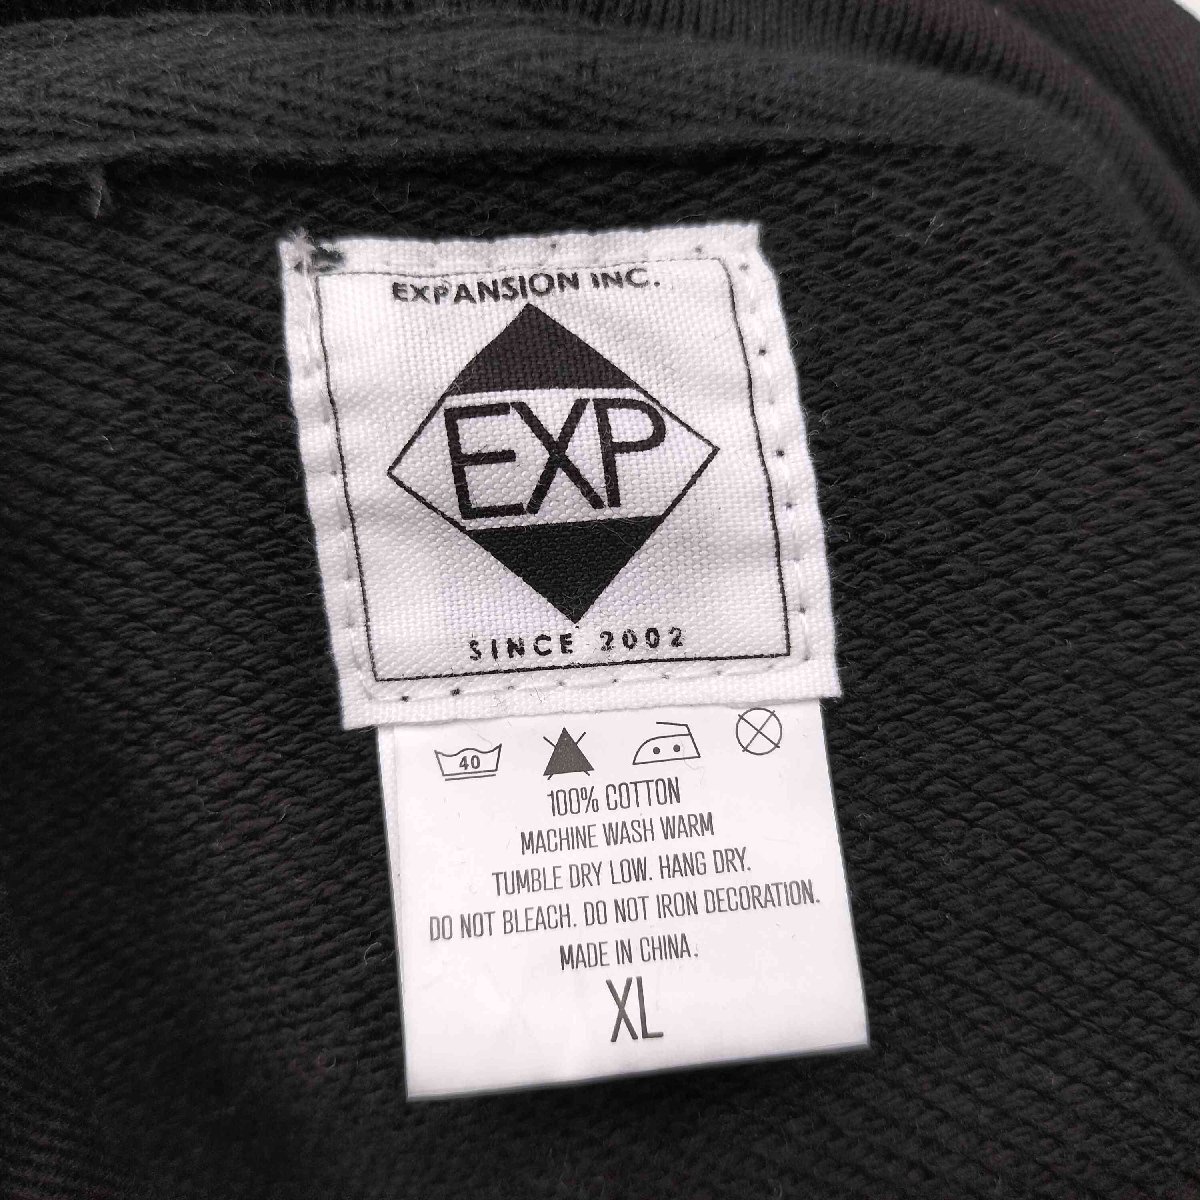 EXPANSION INC.
EXP
SINCE 2002
40
100% COTTON
MACHINE WASH WARM
TUMBLE DRY LOW. HANG DRY.
DO NOT BLEACH. DO NOT IRON DECORATION.
MADE IN CHINA.
XL